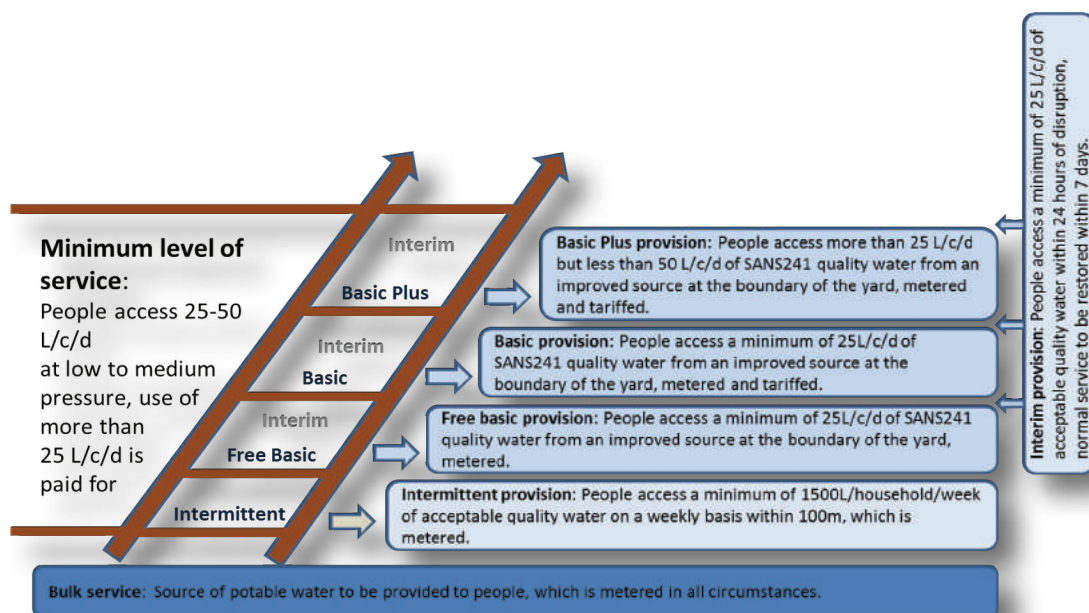 Minimum level of
service:
People access 25-50
L/c/d
at low to medium
pressure, use of
more than
25 L/c/d is
paid for
Interim
Basic Plus
Interim
Basic
Interim
Free Basic
Intermittent
Basic Plus provision: People access more than 25 L/c/d
but less than 50 L/c/d of SANS241 quality water from an
improved source at the boundary of the yard, metered
and tariffed.
Basic provision: People access a minimum of 25L/c/d of
SANS241 quality water from an improved source at the
boundary of the yard, metered and tariffed.
Free basic provision: People access a minimum of 25L/c/d of SANS241
quality water from an improved source at the boundary of the yard,
metered.
Intermittent provision: People access a minimum of 1500L/household/week
of acceptable quality water on a weekly basis within 100m, which is
metered.
Interim provision: People access a minimum of 25 L/c/d of
acceptable quality water within 24 hours of disruption,
normal service to be restored within 7 days.
Bulk service: Source of potable water to be provided to people, which is metered in all circumstances.